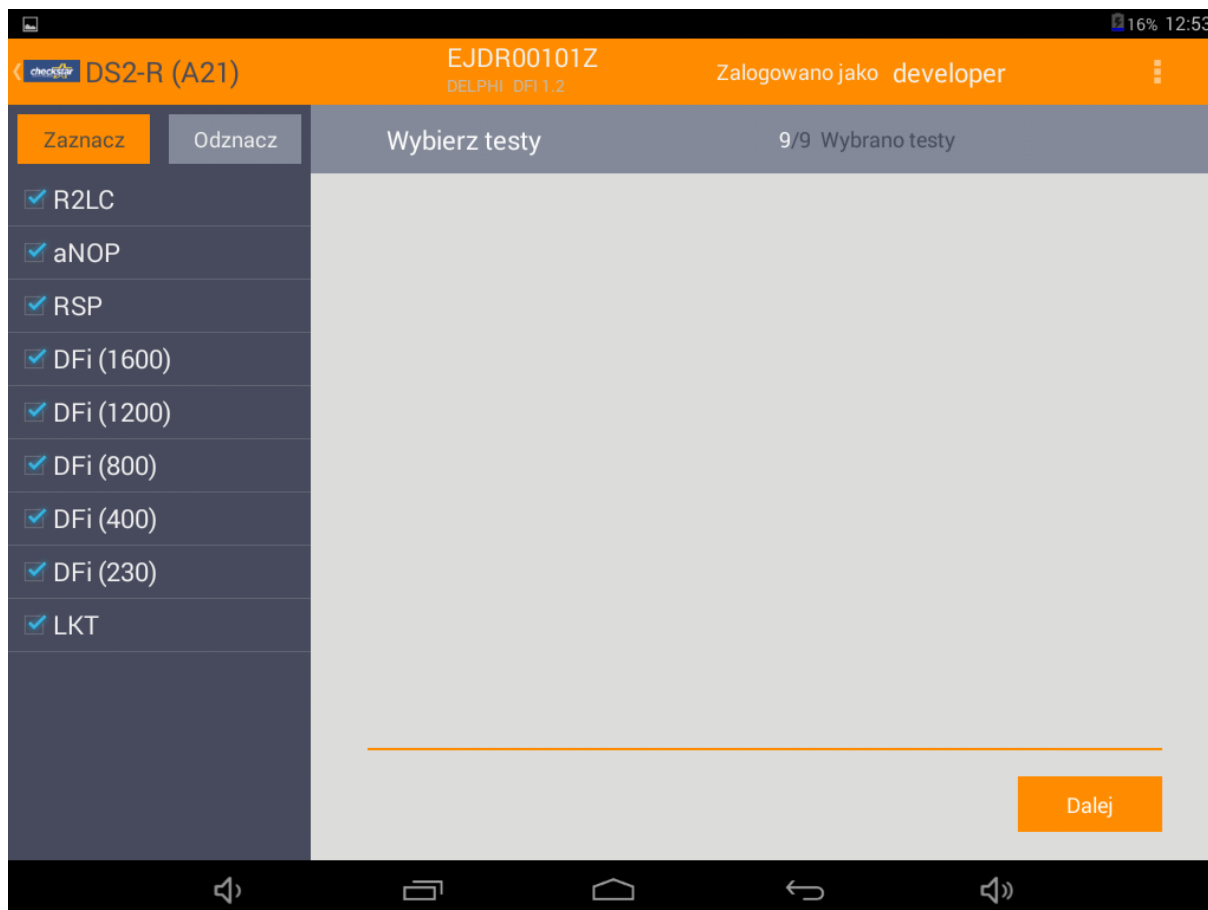 16% 12:53
checkstar DS2-R (A21)
EJDR00101Z
DELPHI DFI 1.2
Zalogowano jako developer
Zaznacz
Odznacz
Wybierz testy
9/9 Wybrano testy
R2LC
aNOP
RSP
DFi (1600)
DFi (1200)
DFi (800)
DFi (400)
DFi (230)
LKT
Dalej